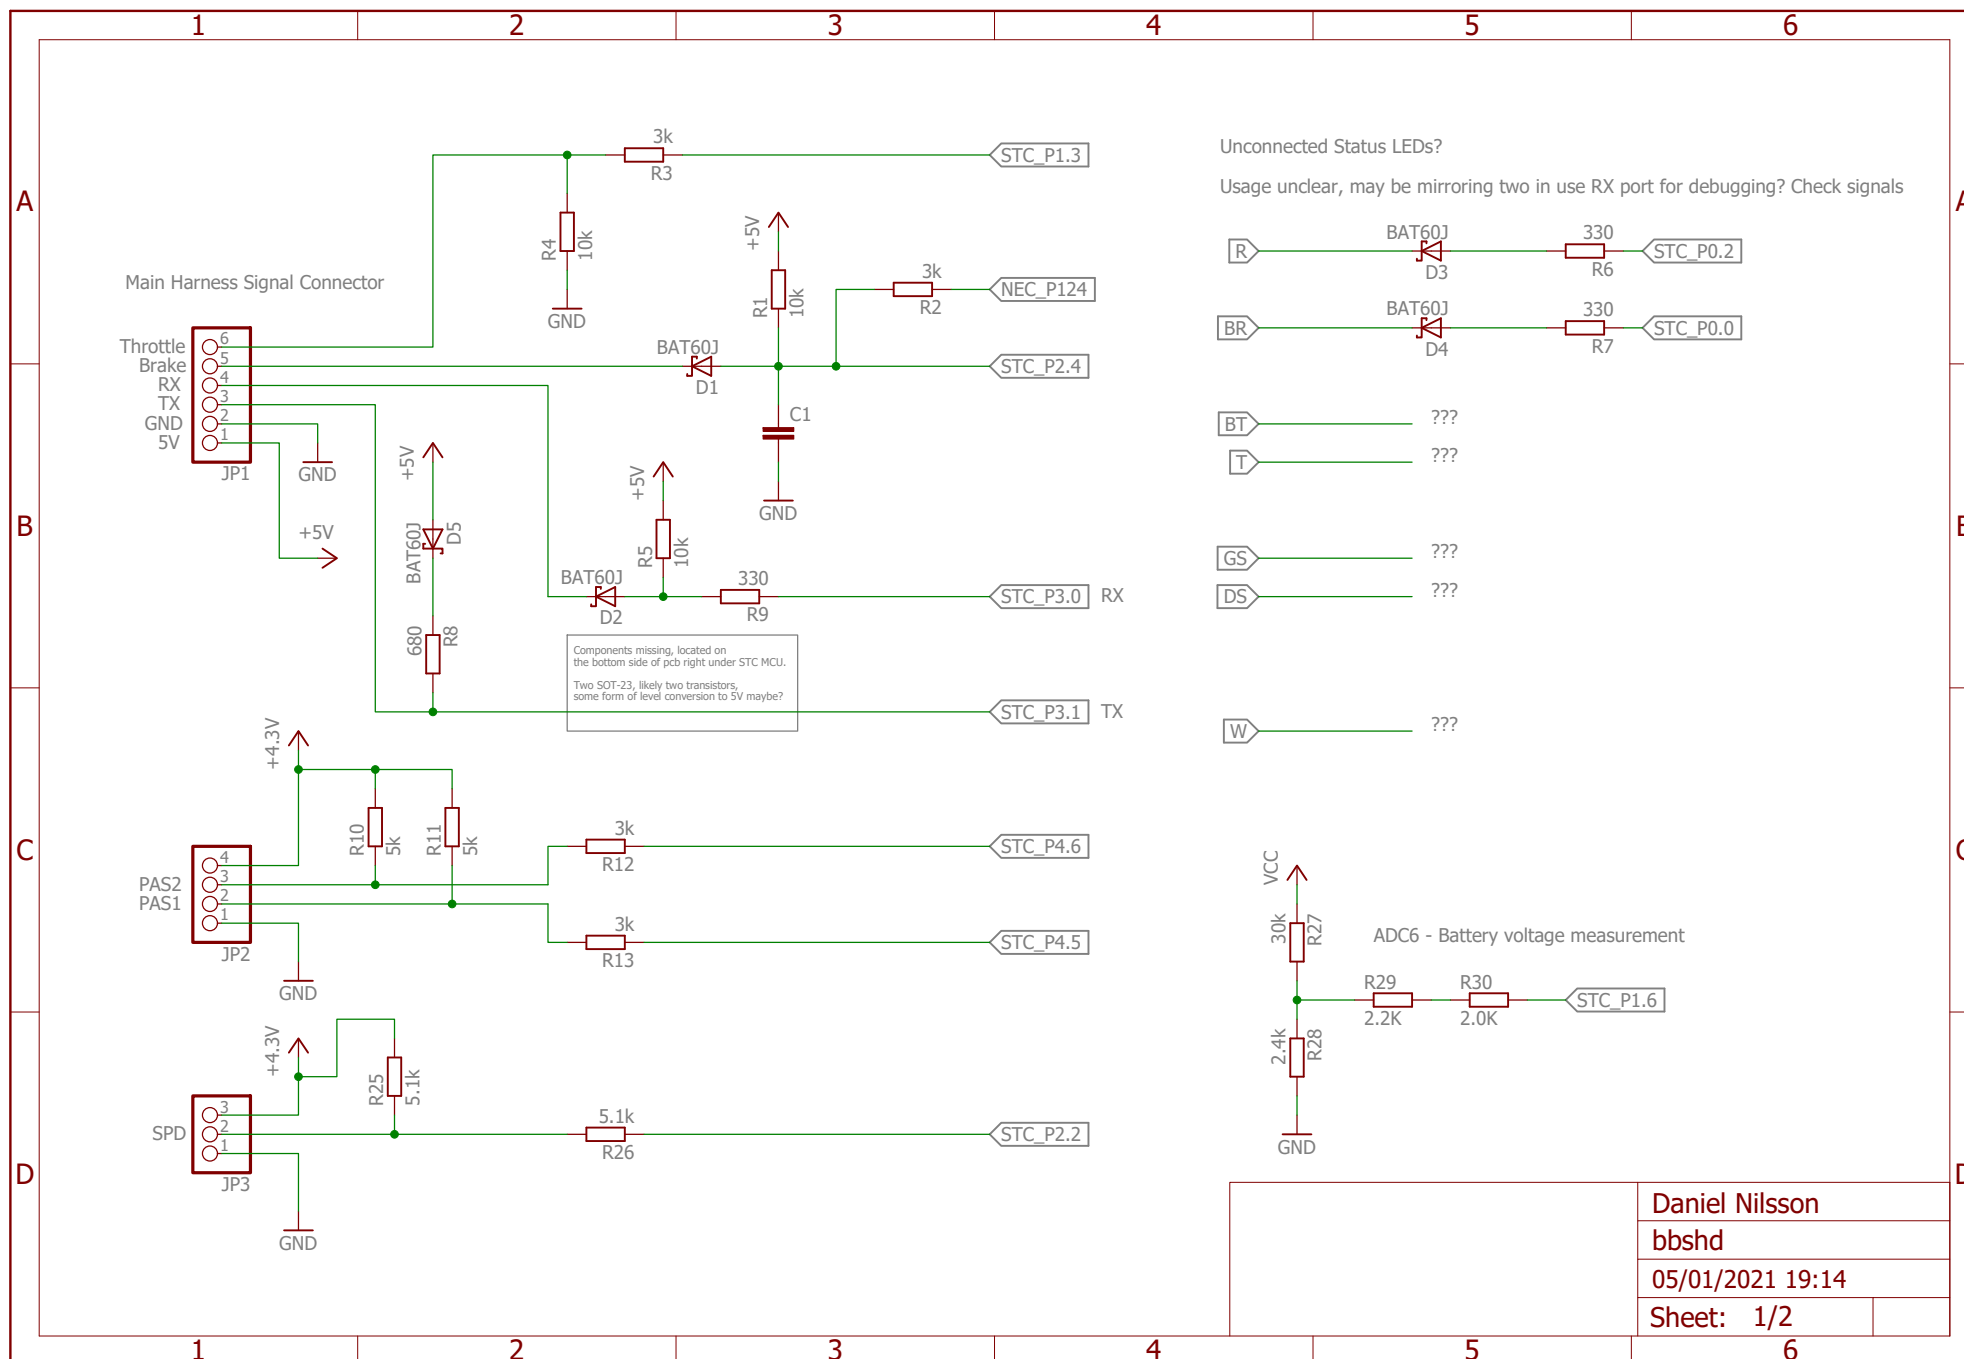 1 2 3 4 5 6
A
B
C
D
A
Main Harness Signal Connector
Throttle 6
Brake 5
RX 4
TX 3
GND 2
5V 1
JP1
GND
+5V
3k
R3
STC_P1.3
R4
10k
GND
+5V
R1
10k
3k
R2
NEC_P124
BAT60J
D1
STC_P2.4
C1
GND
+5V
BAT60J
D5
680
R8
+5V
R5
10k
BAT60J
D2
330
R9
STC_P3.0 RX
Components missing, located on
the bottom side of pcb right under STC MCU.
Two SOT-23, likely two transistors,
some form of level conversion to 5V maybe?
STC_P3.1 TX
+4.3V
R10
5k
R11
5k
4
PAS2 3
PAS1 2
1
JP2
GND
3k
R12
STC_P4.6
3k
R13
STC_P4.5
+4.3V
R25
5.1k
3
SPD 2
1
JP3
GND
5.1k
R26
STC_P2.2
Unconnected Status LEDs?
Usage unclear, may be mirroring two in use RX port for debugging? Check signals
R
BAT60J
D3
330
R6
STC_P0.2
BR
BAT60J
D4
330
R7
STC_P0.0
BT ???
T ???
GS ???
DS ???
W ???
VCC
30k
R27
ADC6 - Battery voltage measurement
R29
2.2K
R30
2.0K
STC_P1.6
2.4k
R28
GND
Daniel Nilsson
bbshd
05/01/2021 19:14
Sheet: 1/2
1 2 3 4 5 6